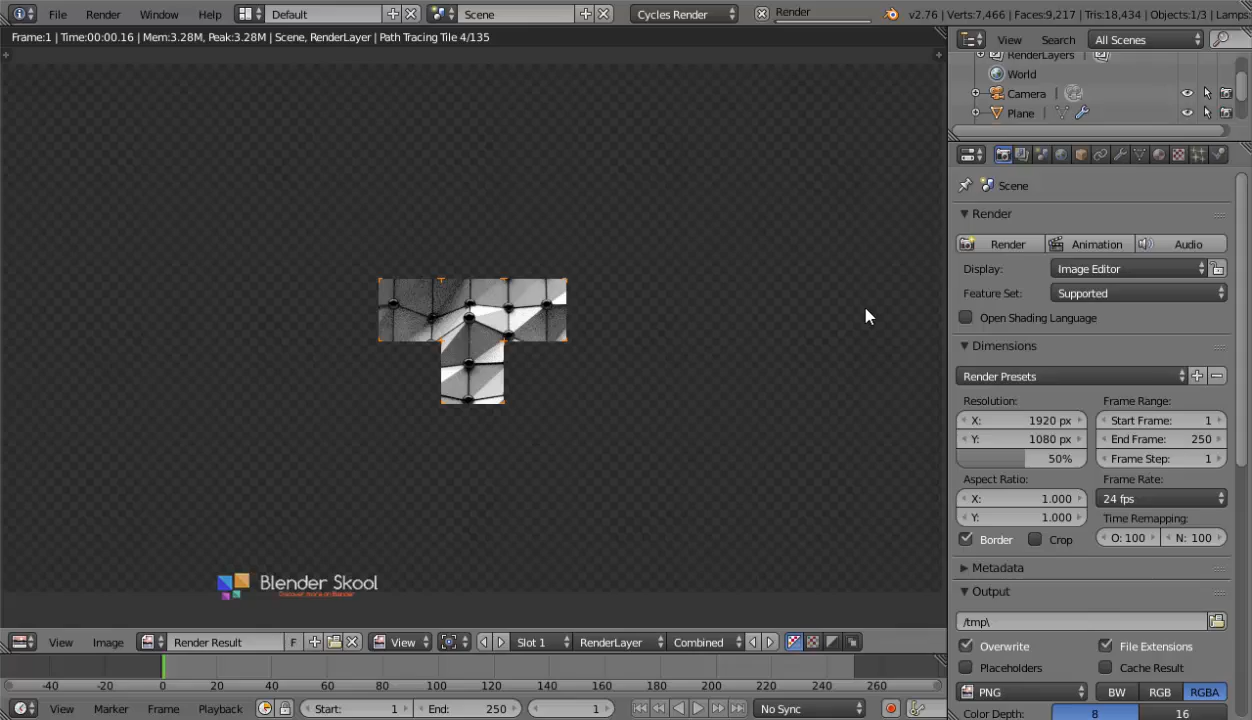 File Render Window Help Default Scene Cycles Render Render v2.76 | Verts:7,466 | Faces:9,217 | Tris:18,434 | Objects:1/3 | Lamps
Frame:1 | Time:00:00.16 | Mem:3.28M, Peak:3.28M | Scene, RenderLayer | Path Tracing Tile 4/135
View Search All Scenes
RenderLayers
World
Camera
Plane
Scene
Render
Render Animation Audio
Display: Image Editor
Feature Set: Supported
Open Shading Language
Dimensions
Render Presets
Resolution: Frame Range:
X: 1920 px Start Frame: 1
Y: 1080 px End Frame: 250
50% Frame Step: 1
Aspect Ratio: Frame Rate:
X: 1.000 24 fps
Y: 1.000 Time Remapping:
Border Crop O: 100 N: 100
Metadata
Output
/tmp\
Overwrite File Extensions
Placeholders Cache Result
PNG BW RGB RGBA
Color Depth: 8 16
Blender Skool
Discover more on Blender
View Image Render Result F View Slot 1 RenderLayer Combined
-40 -20 0 20 40 60 80 100 120 140 160 180 200 220 240 260
View Marker Frame Playback Start: 1 End: 250 1 No Sync